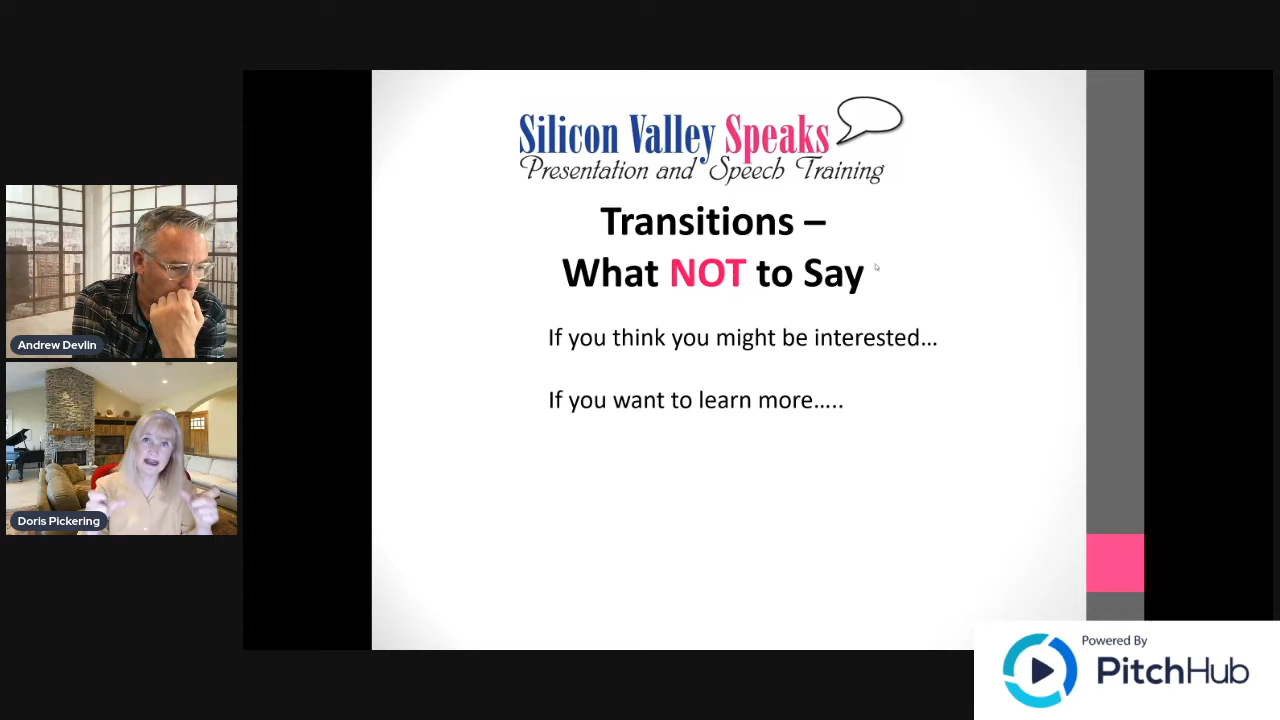 Silicon Valley Speaks
Presentation and Speech Training
Transitions –
What NOT to Say
If you think you might be interested...
If you want to learn more.....
Andrew Devlin
Doris Pickering
Powered By
PitchHub